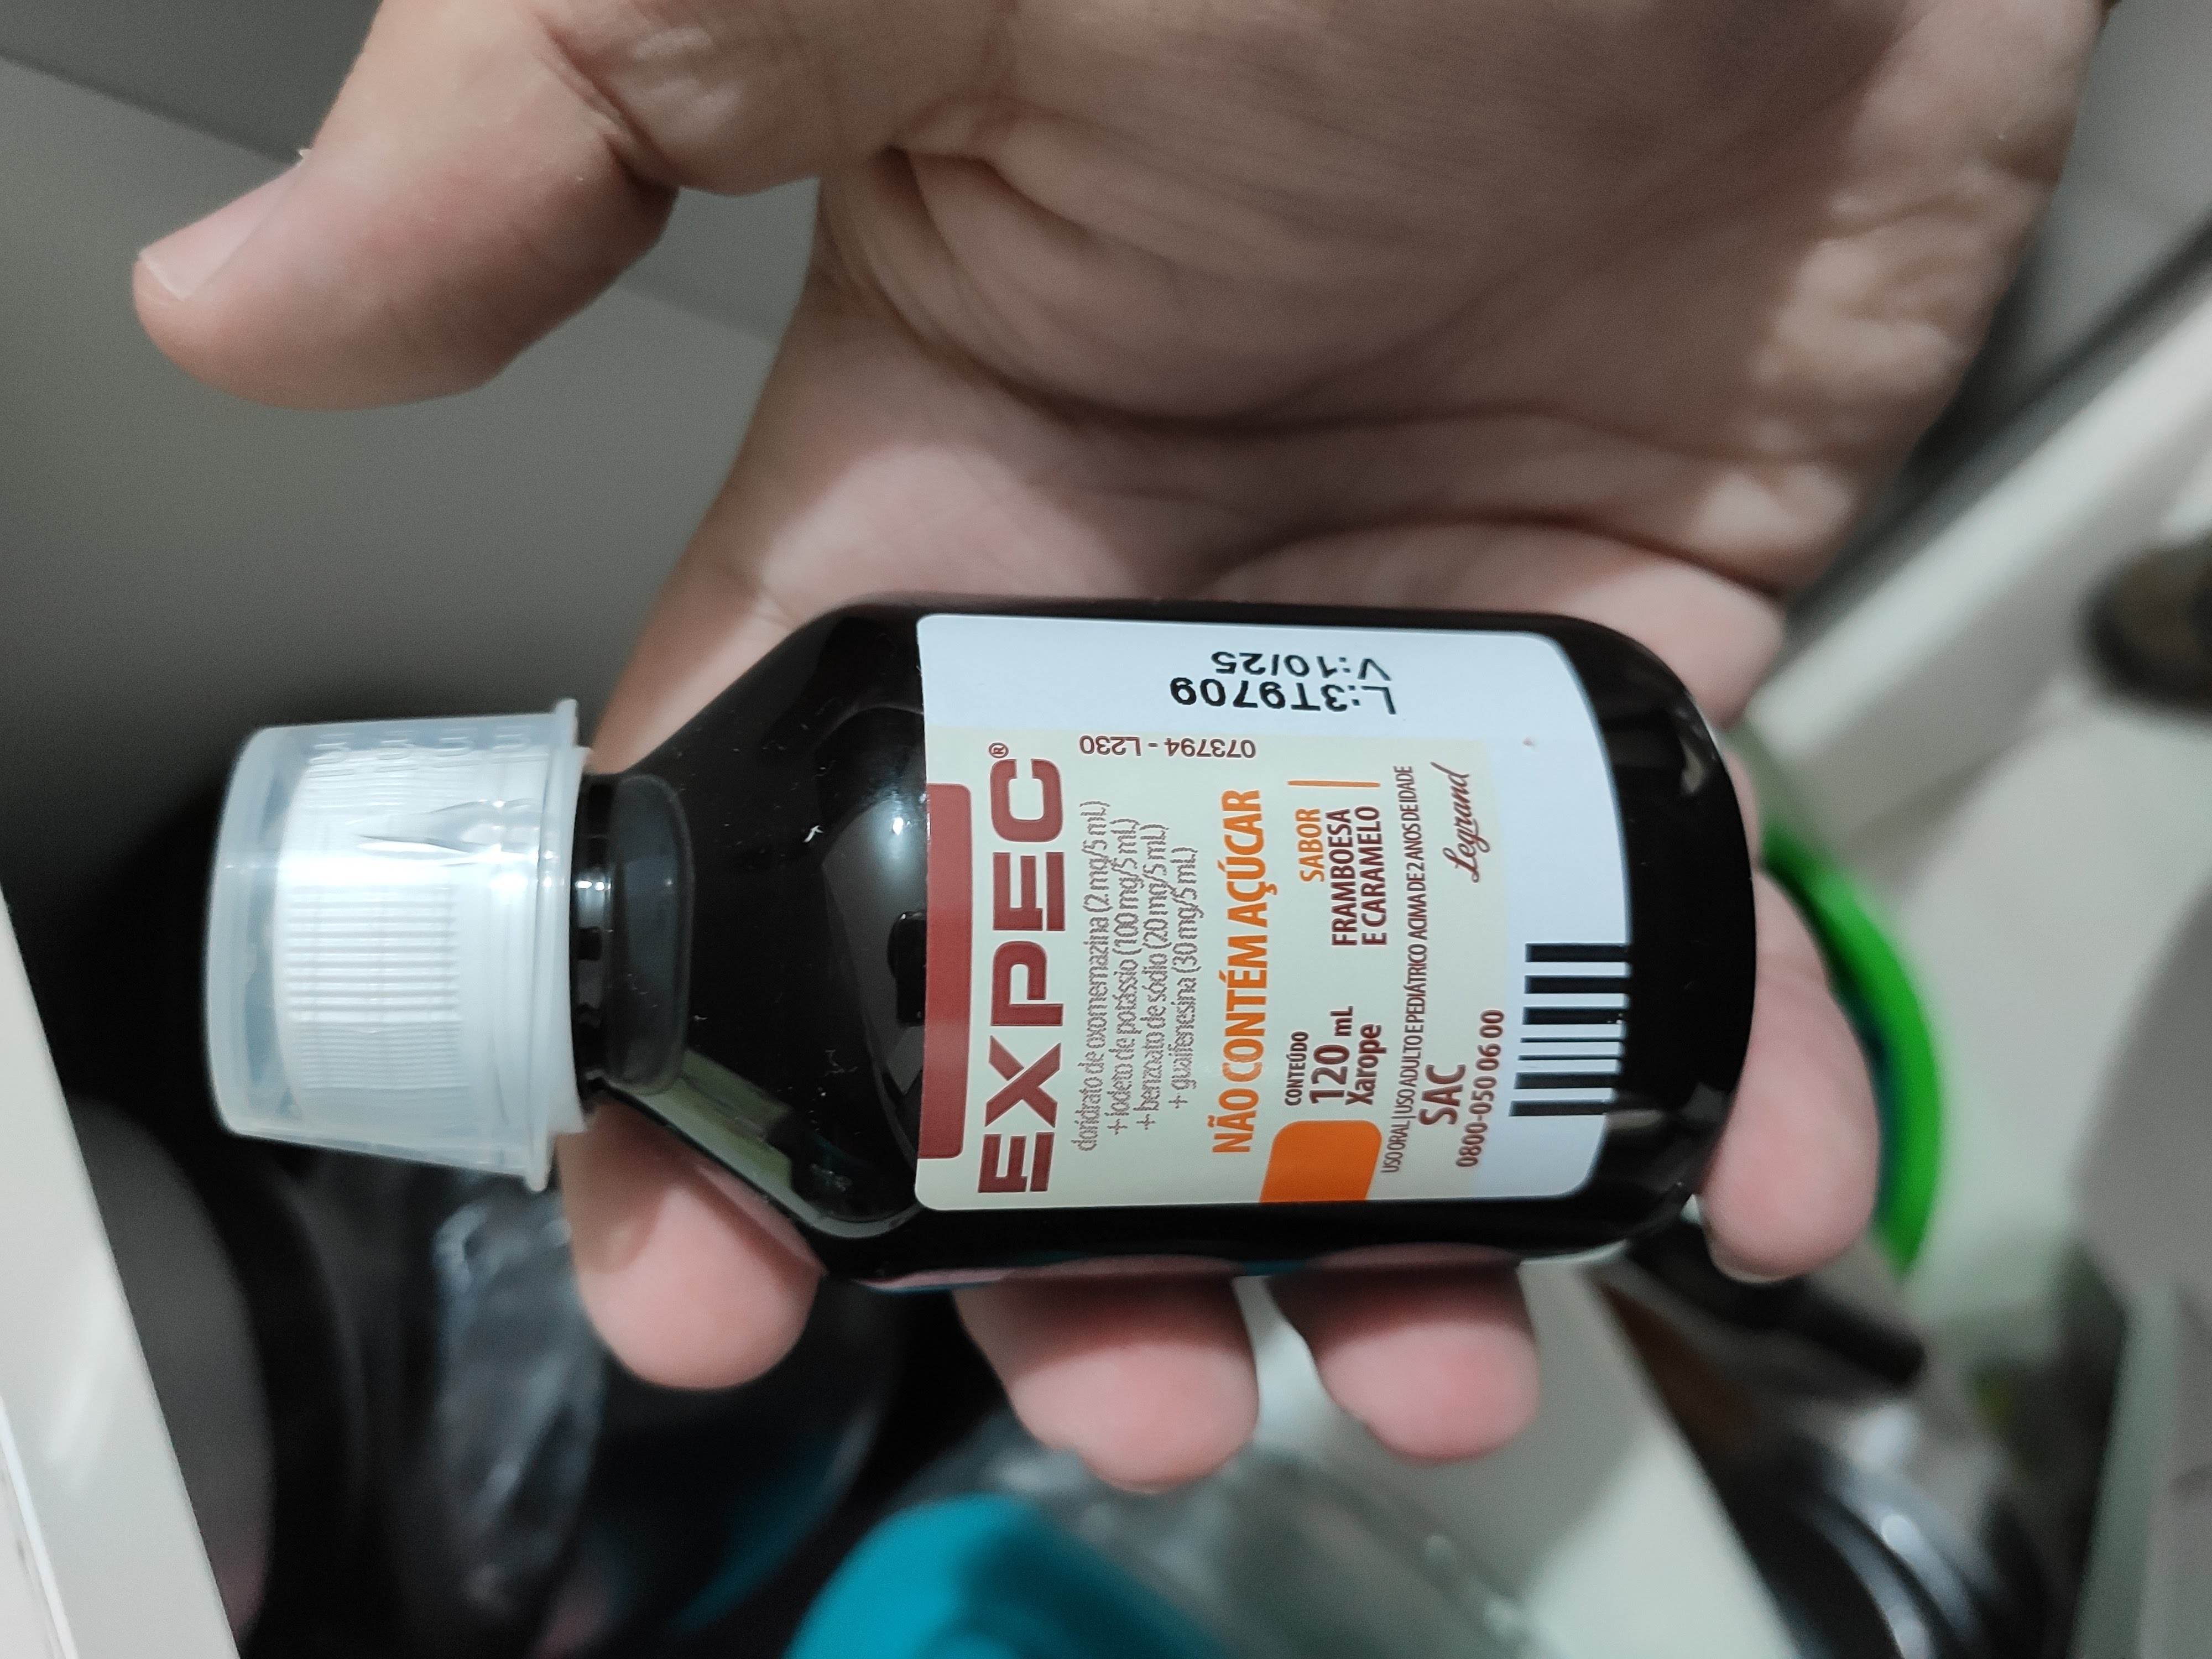 EXPEC®
cloridrato de oxomemazina (2 mg/5 mL)
+ iodeto de potássio (100 mg/5 mL)
+ benzoato de sódio (20 mg/5 mL)
+ guaifenesina (30 mg/5 mL)
NÃO CONTÉM AÇÚCAR
CONTEÚDO
120 mL
Xarope
SABOR
FRAMBOESA
E CARAMELO
USO ORAL | USO ADULTO E PEDIÁTRICO ACIMA DE 2 ANOS DE IDADE
SAC
0800-050 06 00
Legrand
073794 - L230
L:3T9709
V:10/25